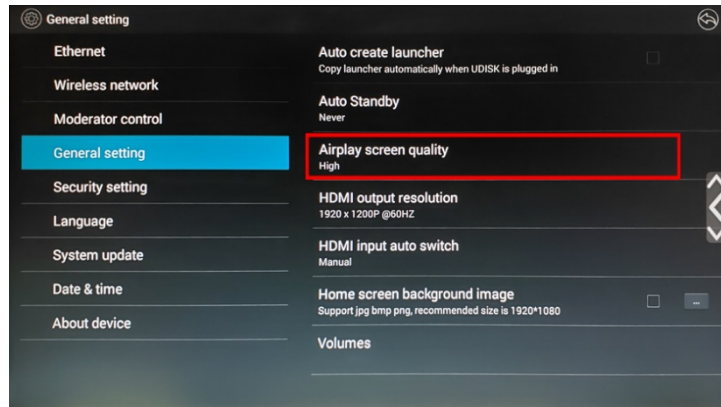 General setting
Ethernet
Wireless network
Moderator control
General setting
Security setting
Language
System update
Date & time
About device
Auto create launcher
Copy launcher automatically when UDISK is plugged in
Auto Standby
Never
Airplay screen quality
High
HDMI output resolution
1920 x 1200P @60HZ
HDMI input auto switch
Manual
Home screen background image
Support jpg bmp png, recommended size is 1920*1080
...
Volumes